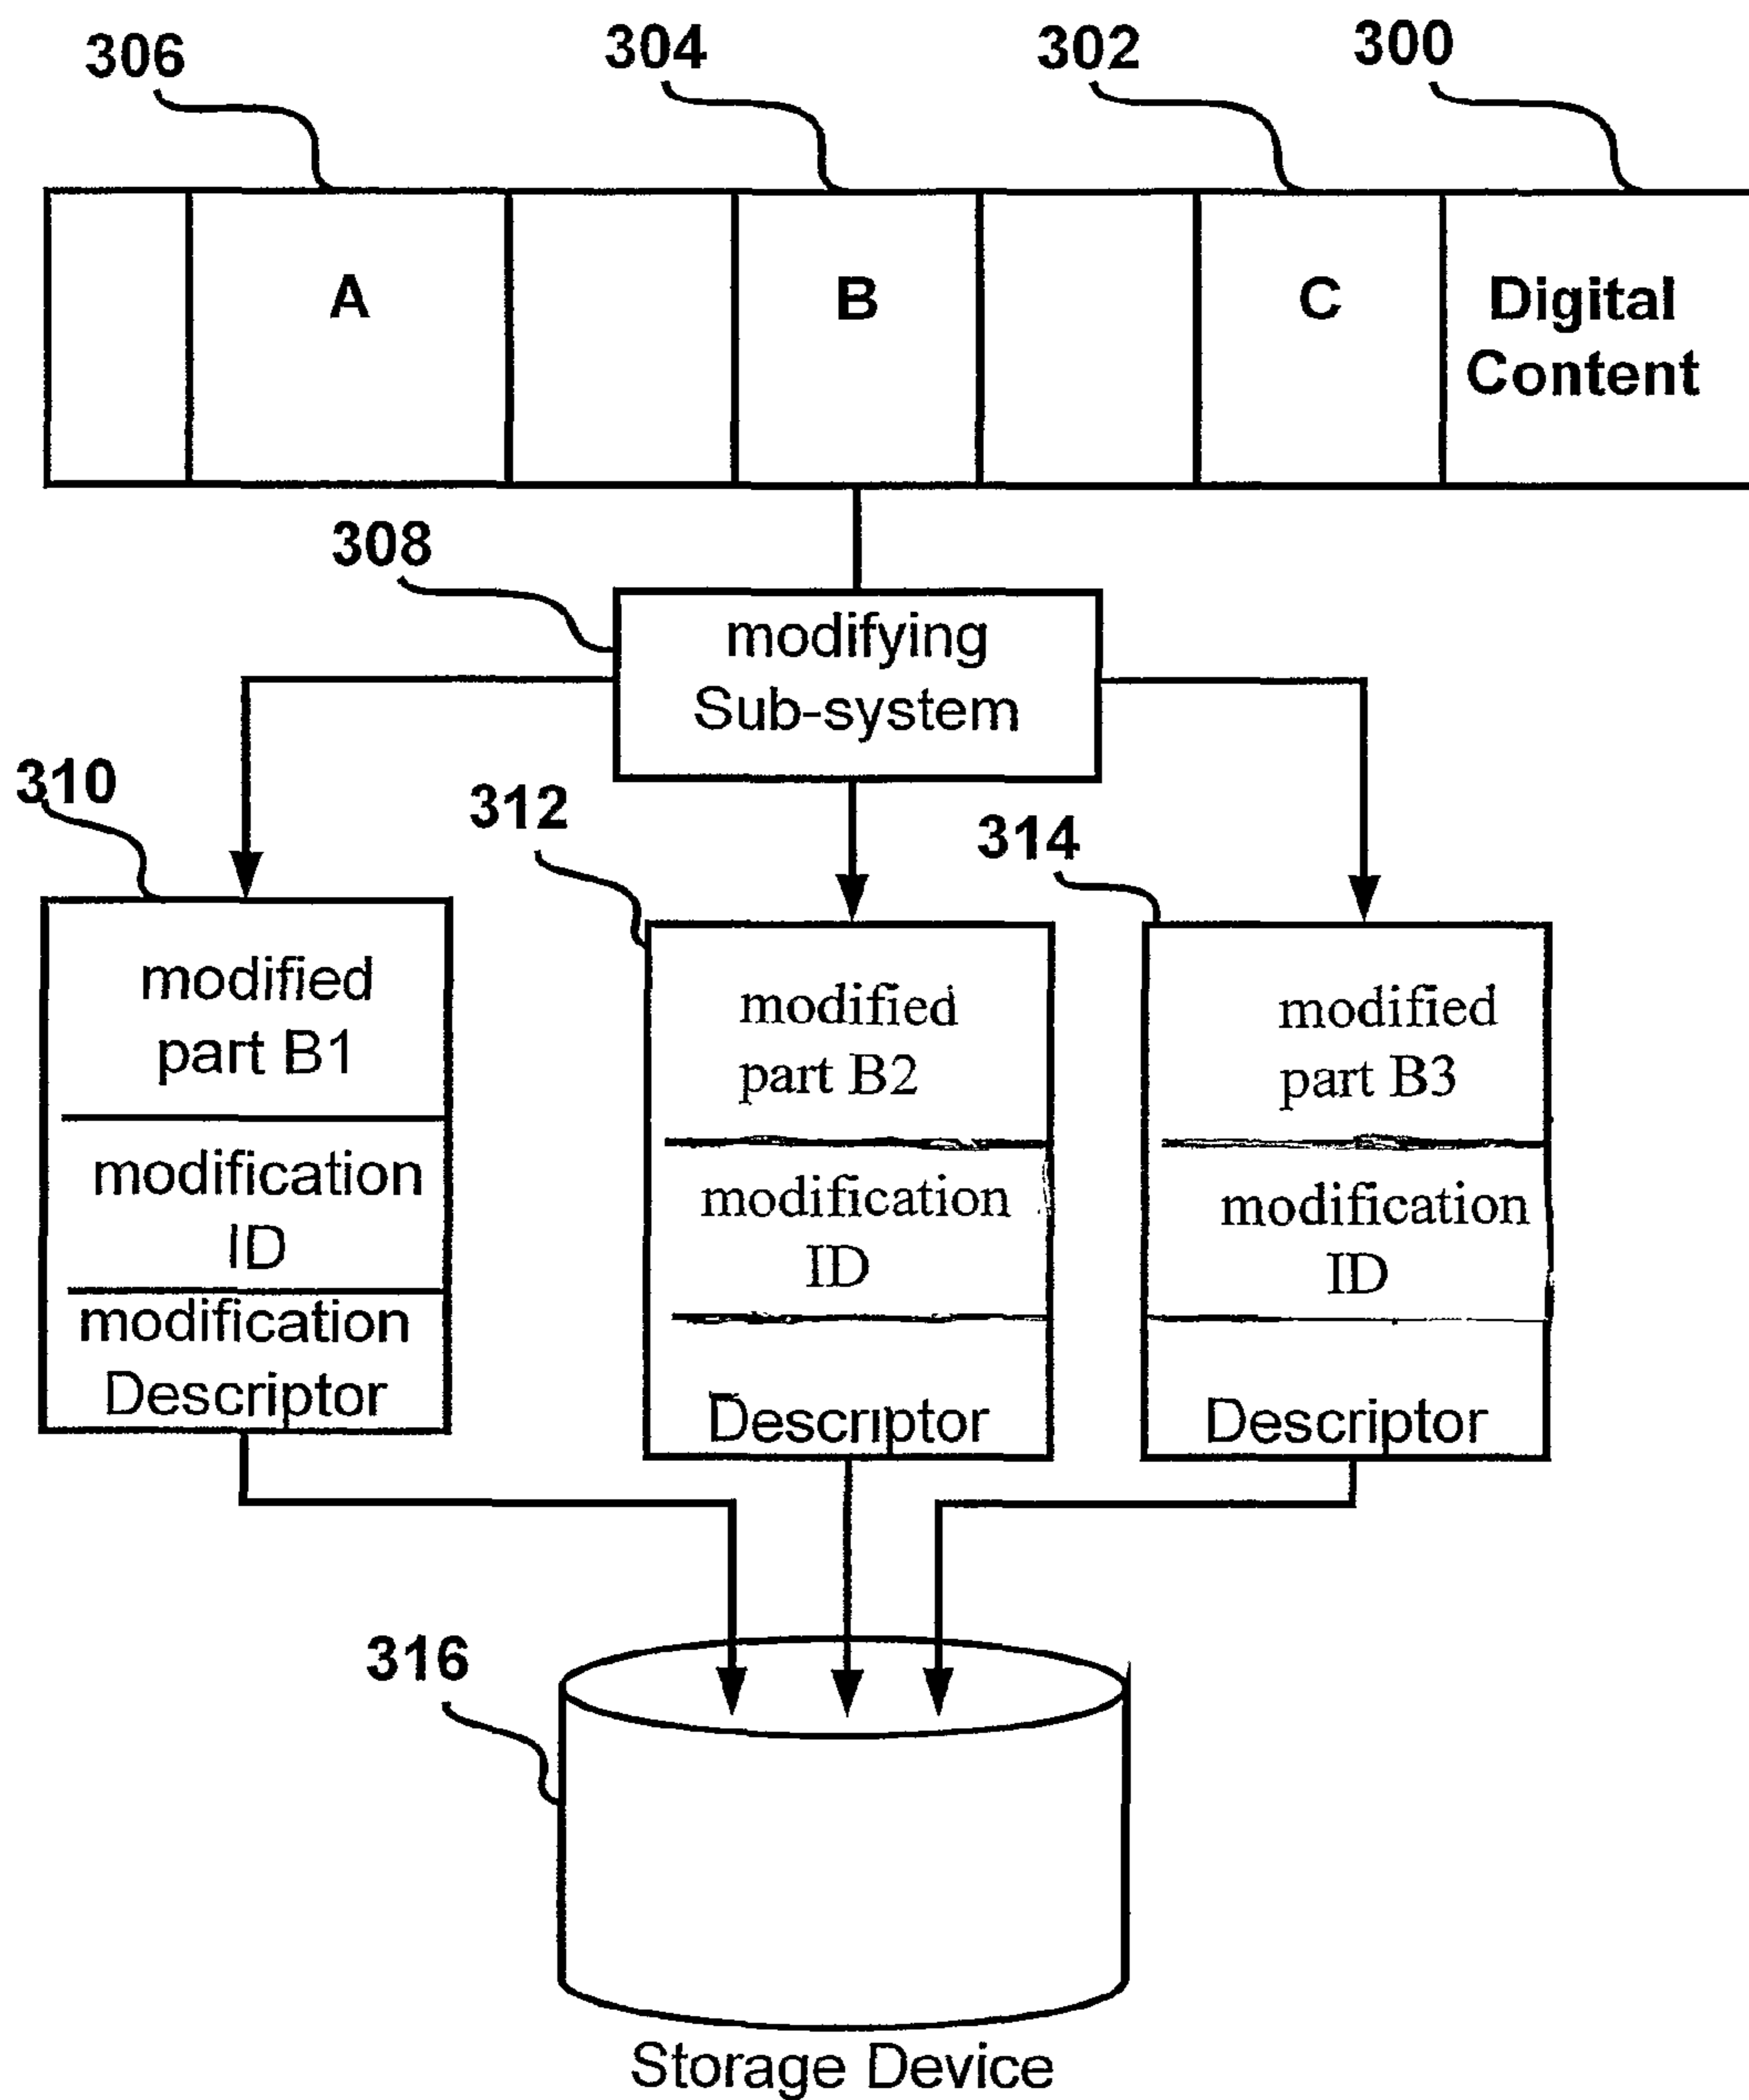 306
304
302
300
A
B
C
Digital
Content
308
modifying
Sub-system
310
312
314
modified
part B1
modification
ID
modification
Descriptor
modified
part B2
modification
ID
Descriptor
modified
part B3
modification
ID
Descriptor
316
Storage Device